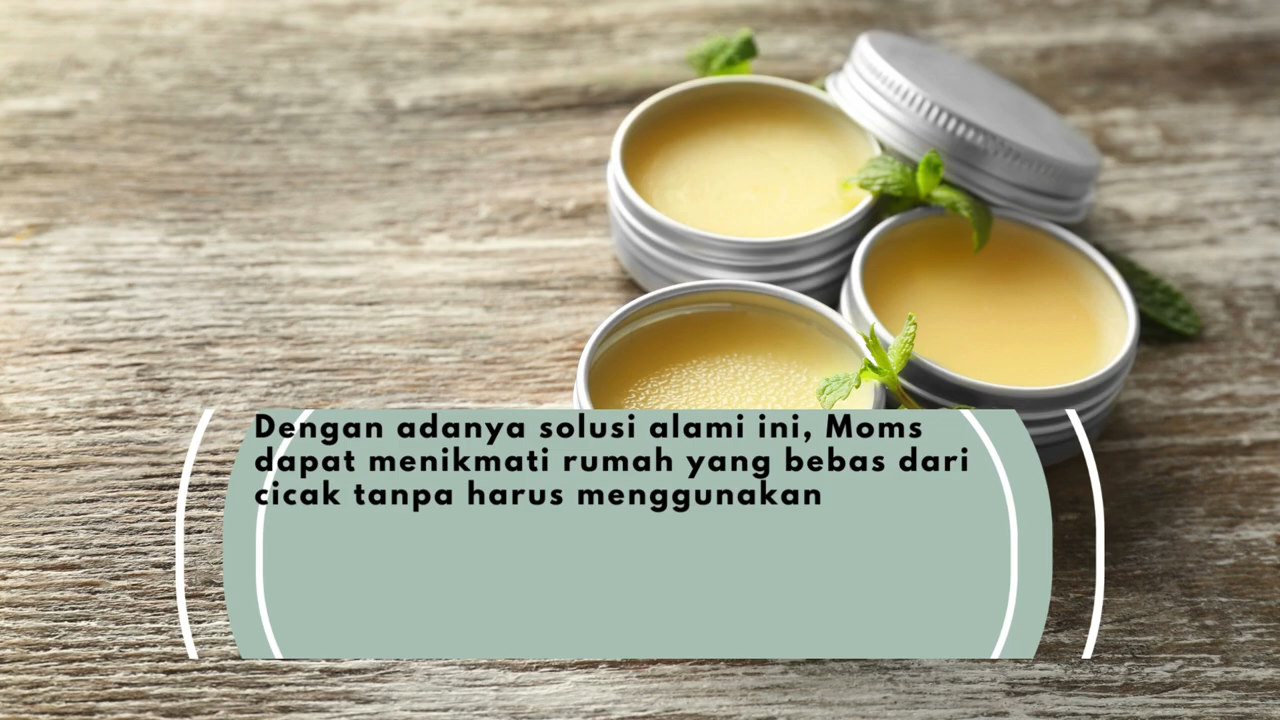 Dengan adanya solusi alami ini, Moms
dapat menikmati rumah yang bebas dari
cicak tanpa harus menggunakan